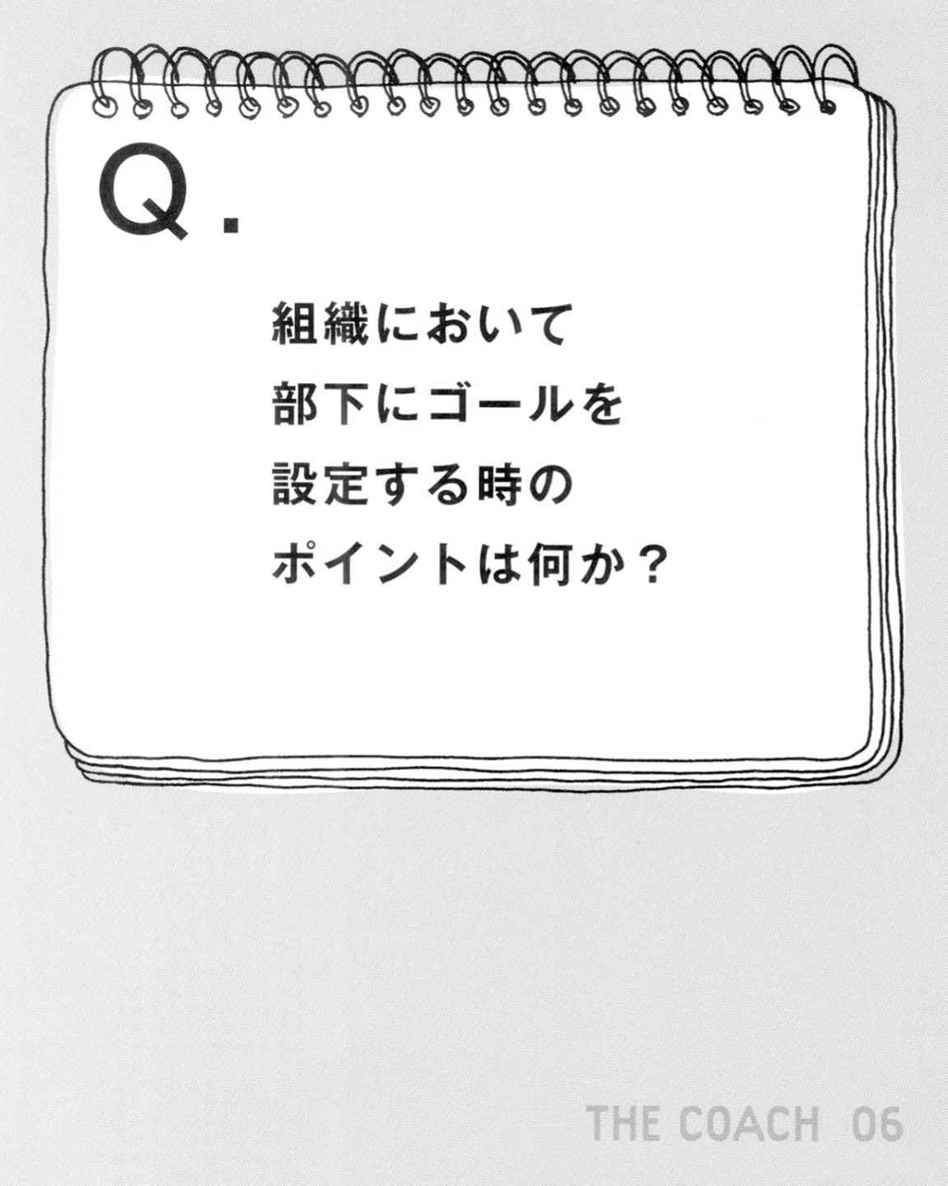 Q.
組織において
部下にゴールを
設定する時の
ポイントは何か？
THE COACH 06